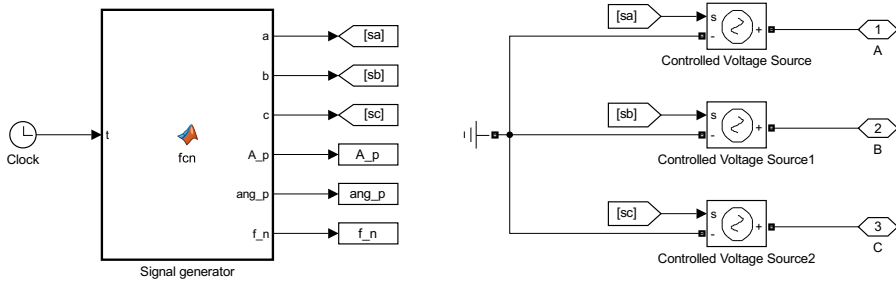 a
[sa]
b
[sb]
c
[sc]
t
fcn
A_p
A_p
ang_p
ang_p
f_n
f_n
Clock
Signal generator
[sa]
s
-
+
1
A
Controlled Voltage Source
[sb]
s
-
+
2
B
Controlled Voltage Source1
[sc]
s
-
+
3
C
Controlled Voltage Source2